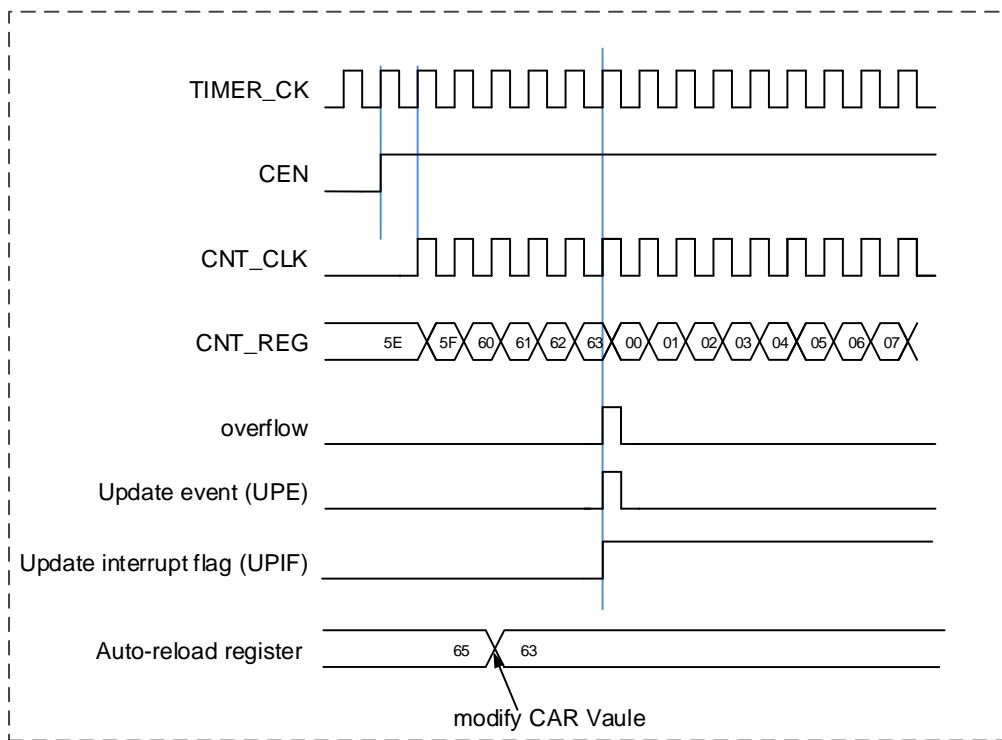 TIMER_CK
CEN
CNT_CLK
CNT_REG 5E 5F 60 61 62 63 00 01 02 03 04 05 06 07
overflow
Update event (UPE)
Update interrupt flag (UPIF)
Auto-reload register 65 63
modify CAR Vaule